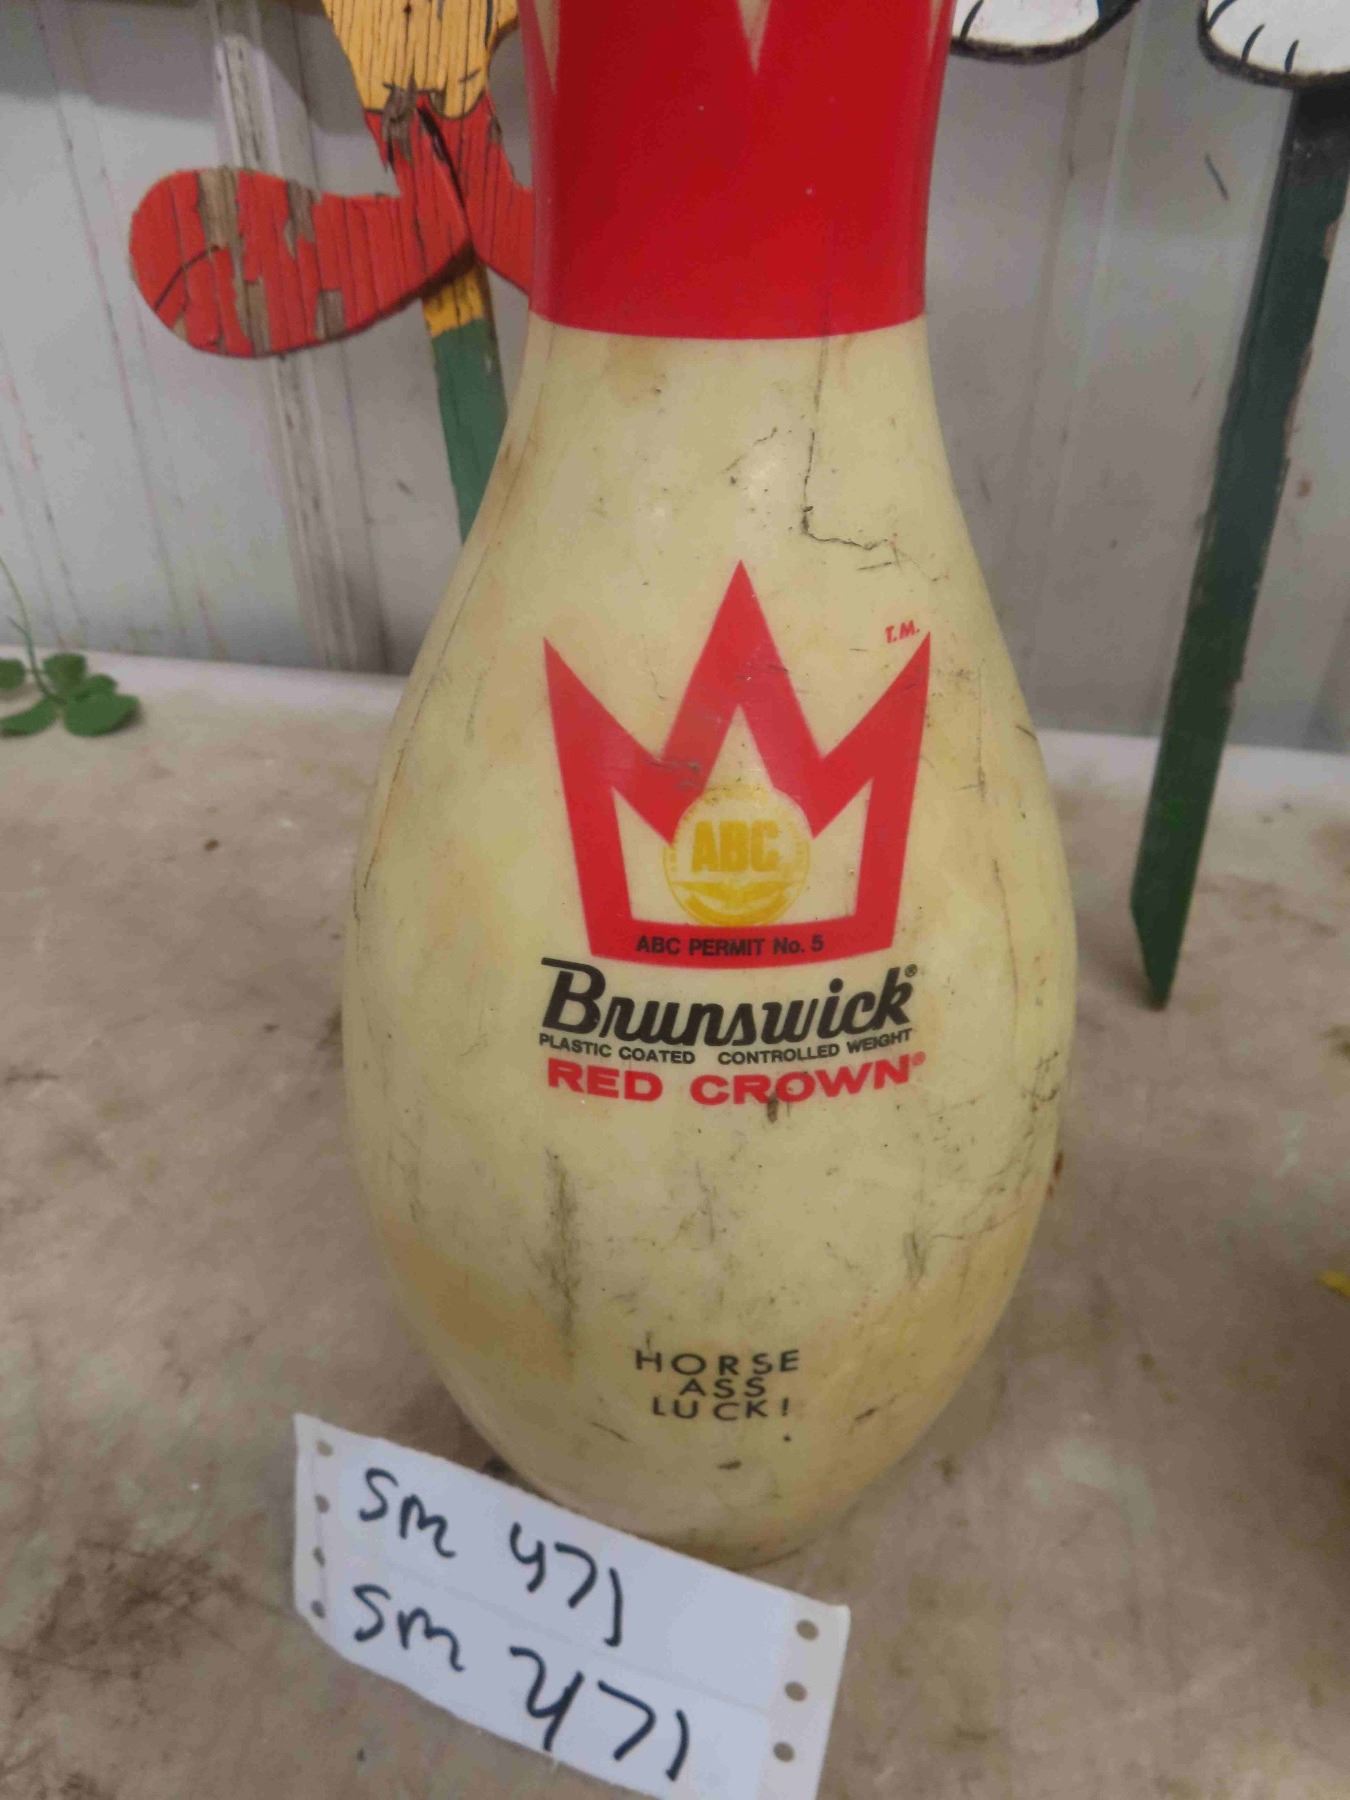 T.M.
ABC
ABC PERMIT No. 5
Brunswick®
PLASTIC COATED CONTROLLED WEIGHT
RED CROWN®
HORSE
ASS
LUCK!
SM 471
SM 471